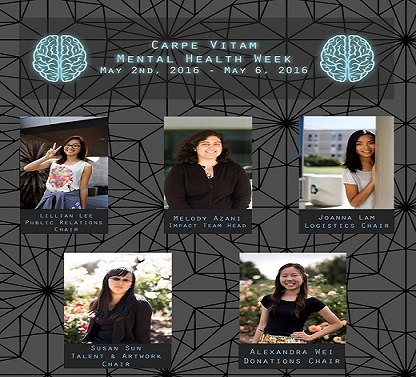 Carpe Vitam
Mental Health Week
May 2nd, 2016 - May 6, 2016
Lillian Lee
Public Relations
Chair
Melody Azani
Impact Team Head
Joanna Lam
Logistics Chair
Susan Sun
Talent & Artwork
Chair
Alexandra Wei
Donations Chair